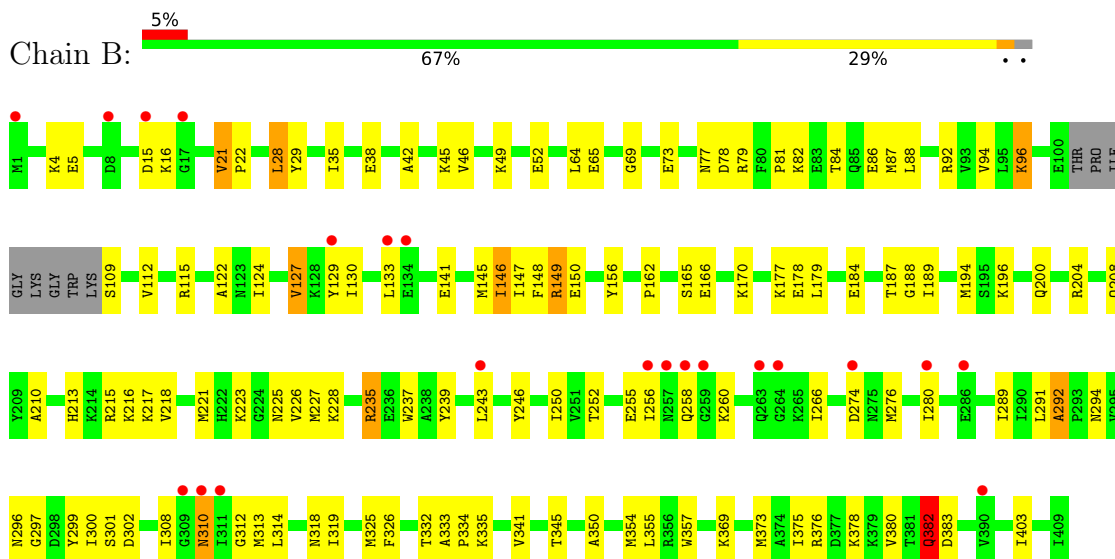 5%
Chain B:
67% 29% • •
M1 K4 E5 D8 D15 K16 G17 V21 P22 L28 Y29 I35 E38 A42 K45 V46 K49 E52 L64 E65 G69 E73 N77 D78 R79 F80 P81 K82 E83 T84 Q85 E86 M87 L88 R92 V93 V94 L95 K96 E100 THR PRO ILE
GLY LYS GLY TRP LYS S109 V112 R115 A122 N123 I124 V127 K128 Y129 I130 L133 E134 E141 M145 I146 I147 F148 R149 E150 Y156 P162 S165 E166 K170 K177 E178 L179 E184 T187 G188 I189 M194 S195 K196 Q200 R204
Y209 A210 H213 K214 R215 K216 K217 V218 M221 H222 K223 G224 N225 V226 M227 K228 R235 E236 W237 A238 Y239 L243 Y246 I250 V251 T252 E255 I256 N257 Q258 G259 K260 Q263 G264 K265 I266 D274 N275 M276 I280 E286 I289 I290 L291 A292 P293 N294
N296 G297 D298 Y299 I300 S301 D302 I308 G309 N310 I311 G312 M313 L314 N318 I319 M325 F326 T332 A333 P334 K335 V341 T345 A350 M354 L355 R356 W357 K369 M373 A374 I375 R376 D377 K378 K379 V380 T381 Q382 D383 V390 I403 I409